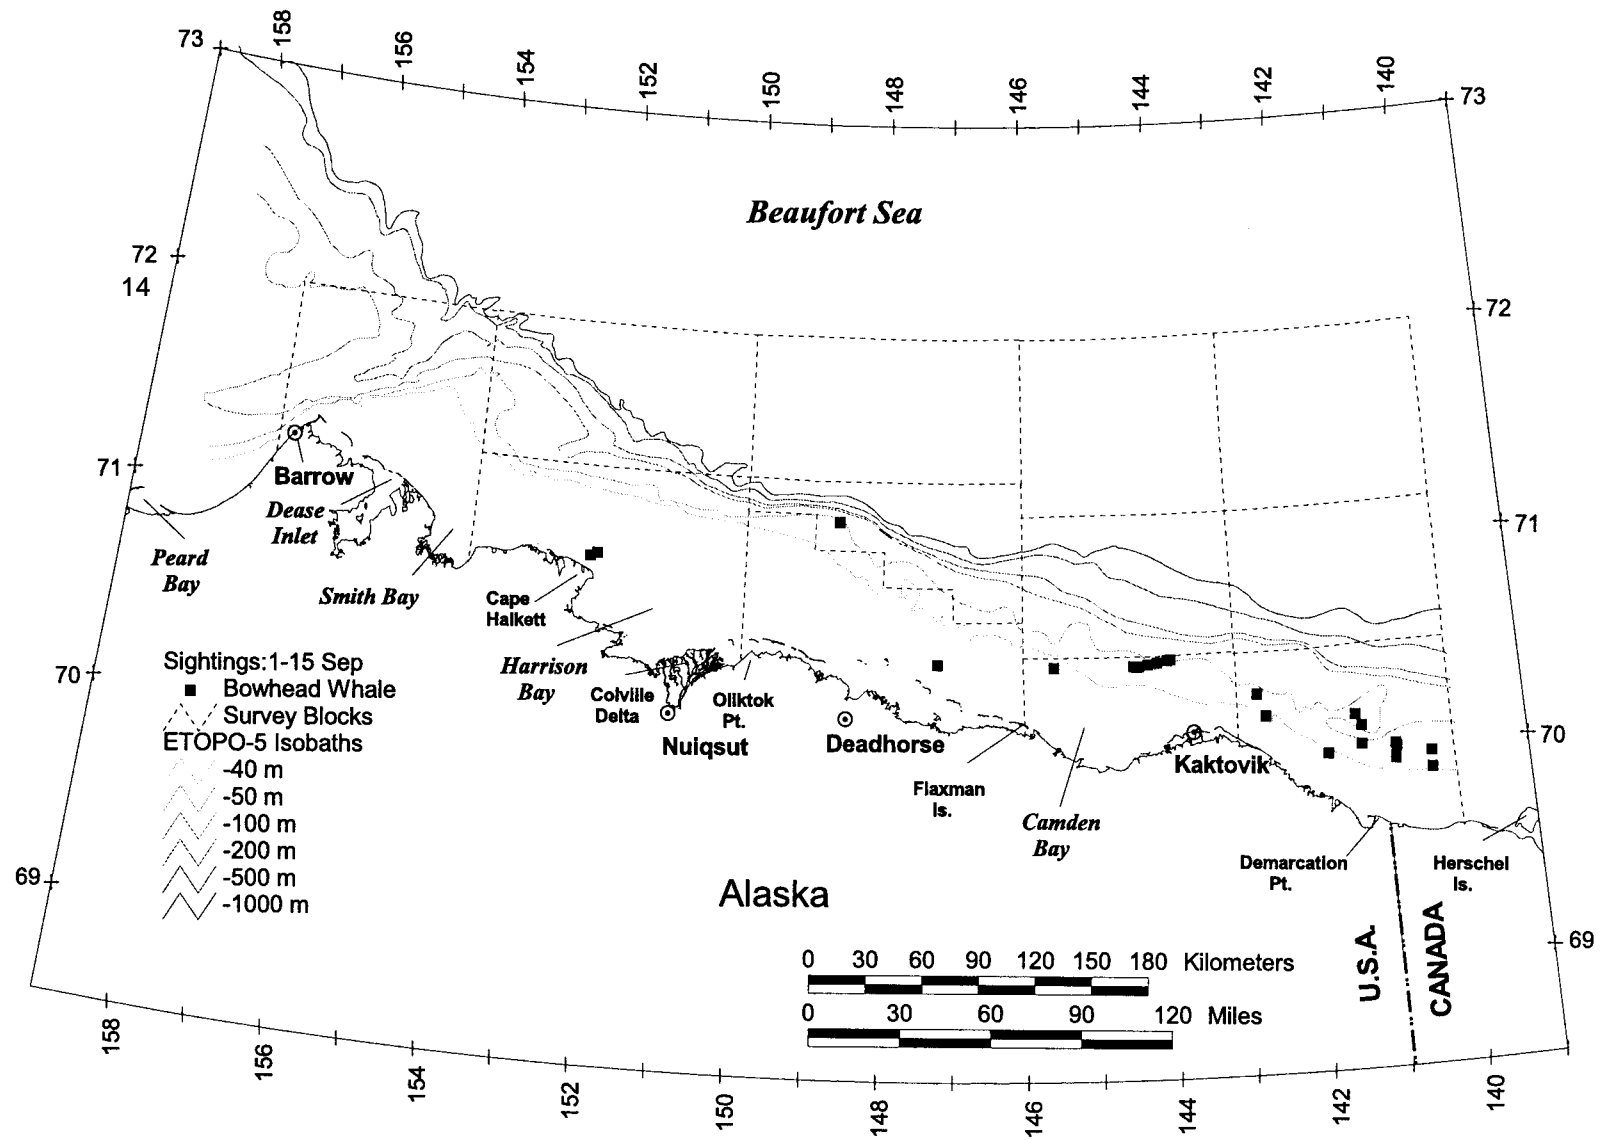 158 156 154 152 150 148 146 144 142 140
73 73
Beaufort Sea
72 72
14
71 71
Barrow
Dease
Inlet
Peard
Bay
Smith Bay
Cape
Halkett
Harrison
Bay
Colville
Delta
Oliktok
Pt.
Nuiqsut
Deadhorse
Flaxman
Is.
Camden
Bay
Kaktovik
Demarcation
Pt.
Herschel
Is.
70 70
Sightings:1-15 Sep
Bowhead Whale
Survey Blocks
ETOPO-5 Isobaths
-40 m
-50 m
-100 m
-200 m
-500 m
-1000 m
69 69
Alaska
U.S.A.
CANADA
0 30 60 90 120 150 180 Kilometers
0 30 60 90 120 Miles
158 156 154 152 150 148 146 144 142 140